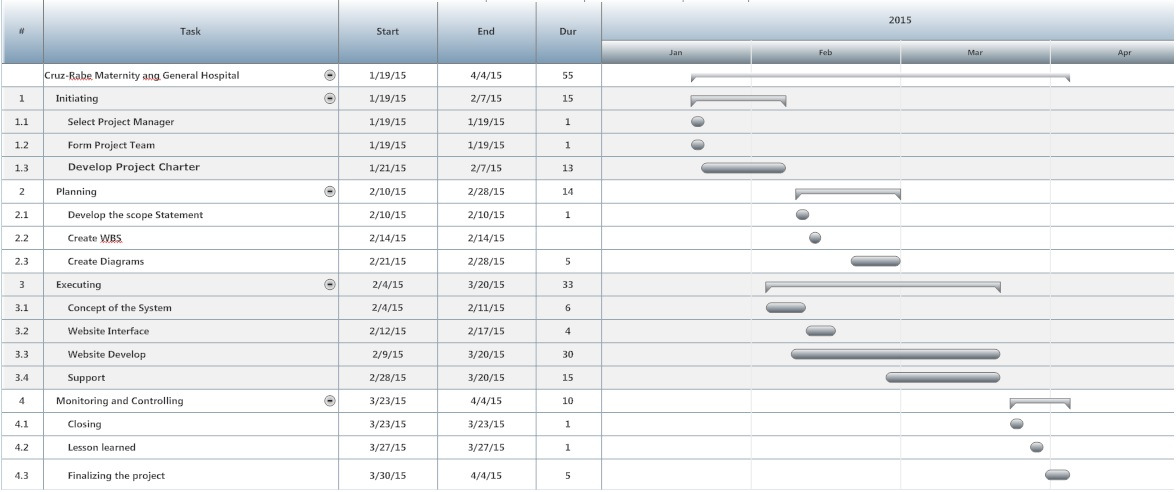 # Task Start End Dur 2015
Jan Feb Mar Apr
Cruz-Rabe Maternity ang General Hospital 1/19/15 4/4/15 55
1 Initiating 1/19/15 2/7/15 15
1.1 Select Project Manager 1/19/15 1/19/15 1
1.2 Form Project Team 1/19/15 1/19/15 1
1.3 Develop Project Charter 1/21/15 2/7/15 13
2 Planning 2/10/15 2/28/15 14
2.1 Develop the scope Statement 2/10/15 2/10/15 1
2.2 Create WBS 2/14/15 2/14/15
2.3 Create Diagrams 2/21/15 2/28/15 5
3 Executing 2/4/15 3/20/15 33
3.1 Concept of the System 2/4/15 2/11/15 6
3.2 Website Interface 2/12/15 2/17/15 4
3.3 Website Develop 2/9/15 3/20/15 30
3.4 Support 2/28/15 3/20/15 15
4 Monitoring and Controlling 3/23/15 4/4/15 10
4.1 Closing 3/23/15 3/23/15 1
4.2 Lesson learned 3/27/15 3/27/15 1
4.3 Finalizing the project 3/30/15 4/4/15 5